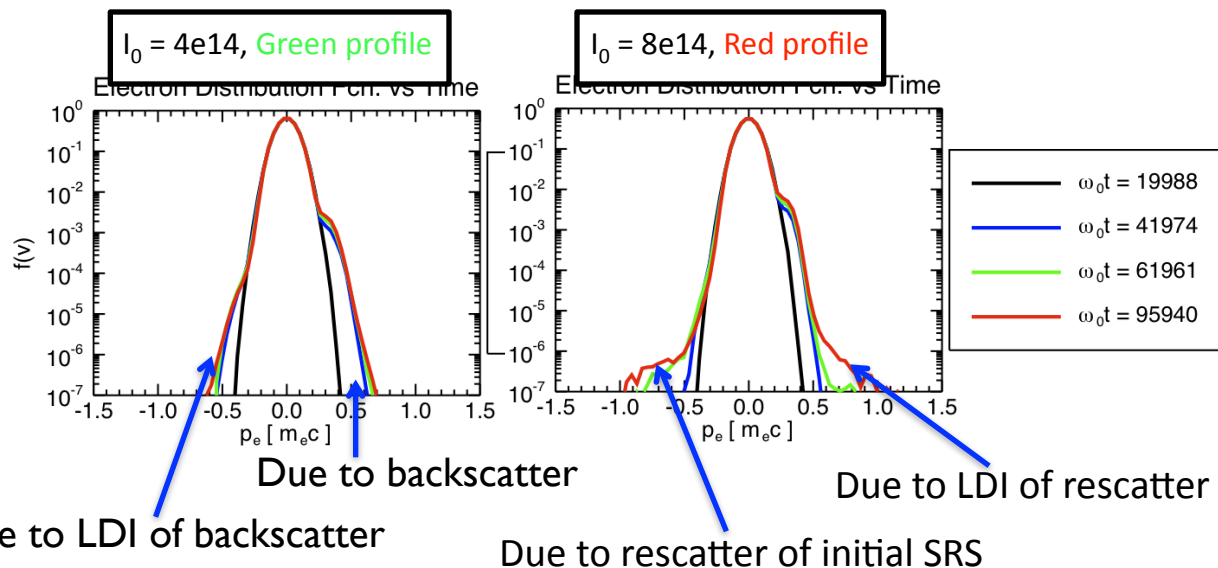 I0 = 4e14, Green profile
I0 = 8e14, Red profile
Electron Distribution Fcn. vs Time
Electron Distribution Fcn. vs Time
f(v)
10^0
10^-1
10^-2
10^-3
10^-4
10^-5
10^-6
10^-7
-1.5 -1.0 -0.5 0.0 0.5 1.0 1.5
p_e [ m_e c ]
10^0
10^-1
10^-2
10^-3
10^-4
10^-5
10^-6
10^-7
-1.5 -1.0 -0.5 0.0 0.5 1.0 1.5
p_e [ m_e c ]
ω0t = 19988
ω0t = 41974
ω0t = 61961
ω0t = 95940
Due to backscatter
Due to LDI of rescatter
e to LDI of backscatter
Due to rescatter of initial SRS